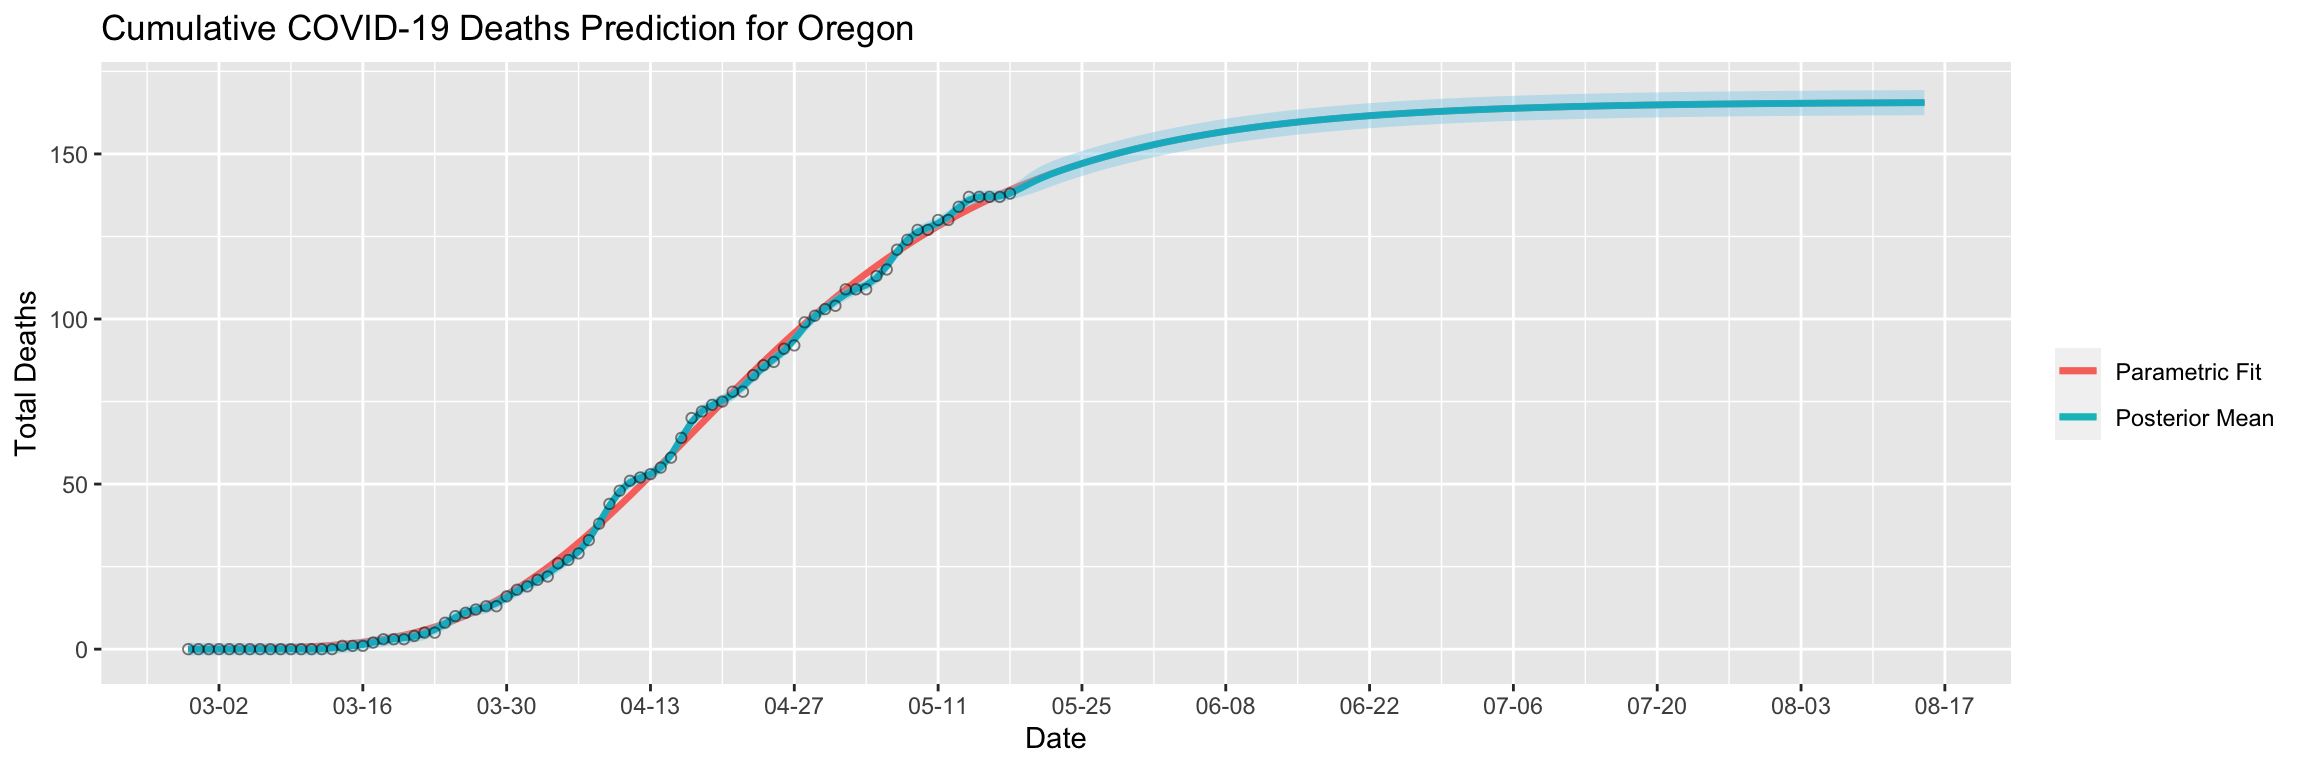 Cumulative COVID-19 Deaths Prediction for Oregon
Total Deaths
150
100
50
0
03-02 03-16 03-30 04-13 04-27 05-11 05-25 06-08 06-22 07-06 07-20 08-03 08-17
Date
Parametric Fit
Posterior Mean